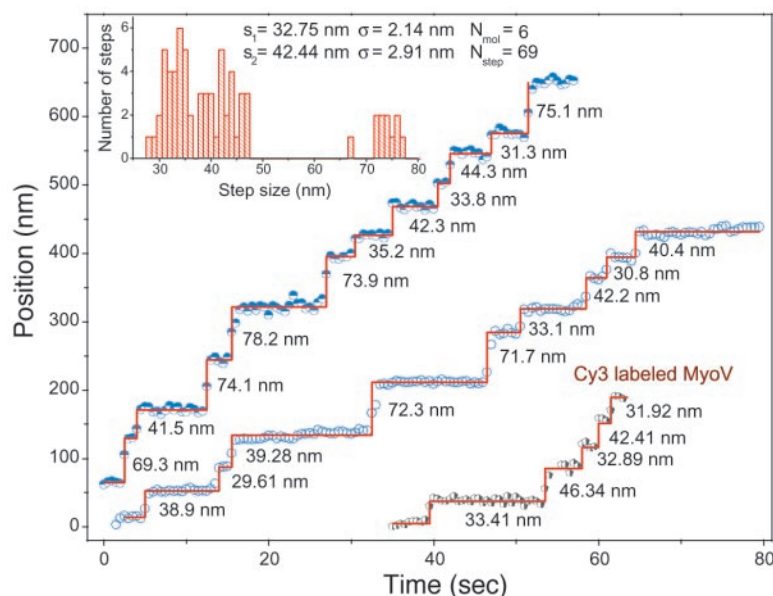 s1= 32.75 nm σ = 2.14 nm Nmol = 6
s2= 42.44 nm σ = 2.91 nm Nstep = 69
Number of steps
6
4
2
0
30 40 50 60 70 80
Step size (nm)
Position (nm)
700
600
500
400
300
200
100
0
75.1 nm
31.3 nm
44.3 nm
33.8 nm
42.3 nm
35.2 nm
73.9 nm
78.2 nm
74.1 nm
41.5 nm
69.3 nm
40.4 nm
30.8 nm
42.2 nm
33.1 nm
71.7 nm
72.3 nm
39.28 nm
29.61 nm
38.9 nm
Cy3 labeled MyoV
31.92 nm
42.41 nm
32.89 nm
46.34 nm
33.41 nm
0 20 40 60 80
Time (sec)